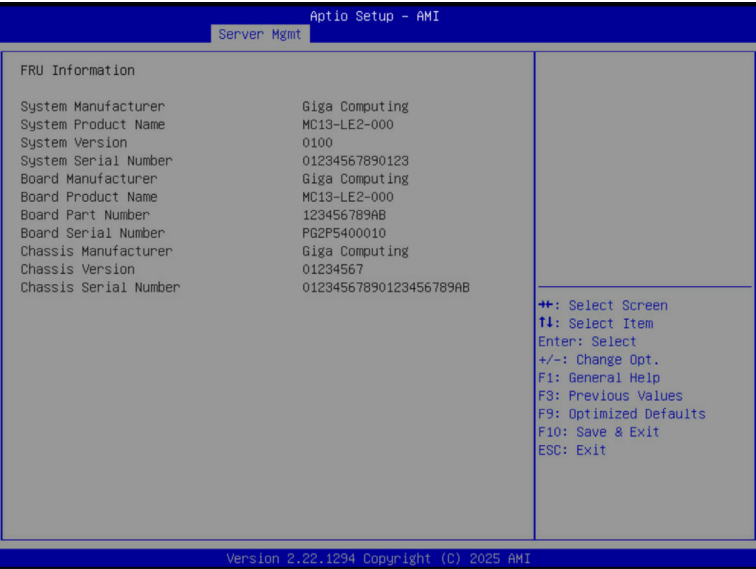 Aptio Setup – AMI
Server Mgmt
FRU Information
System Manufacturer Giga Computing
System Product Name MC13-LE2-000
System Version 0100
System Serial Number 01234567890123
Board Manufacturer Giga Computing
Board Product Name MC13-LE2-000
Board Part Number 123456789AB
Board Serial Number PG2P5400010
Chassis Manufacturer Giga Computing
Chassis Version 01234567
Chassis Serial Number 01234567890123456789AB
→←: Select Screen
↑↓: Select Item
Enter: Select
+/-: Change Opt.
F1: General Help
F3: Previous Values
F9: Optimized Defaults
F10: Save & Exit
ESC: Exit
Version 2.22.1294 Copyright (C) 2025 AMI